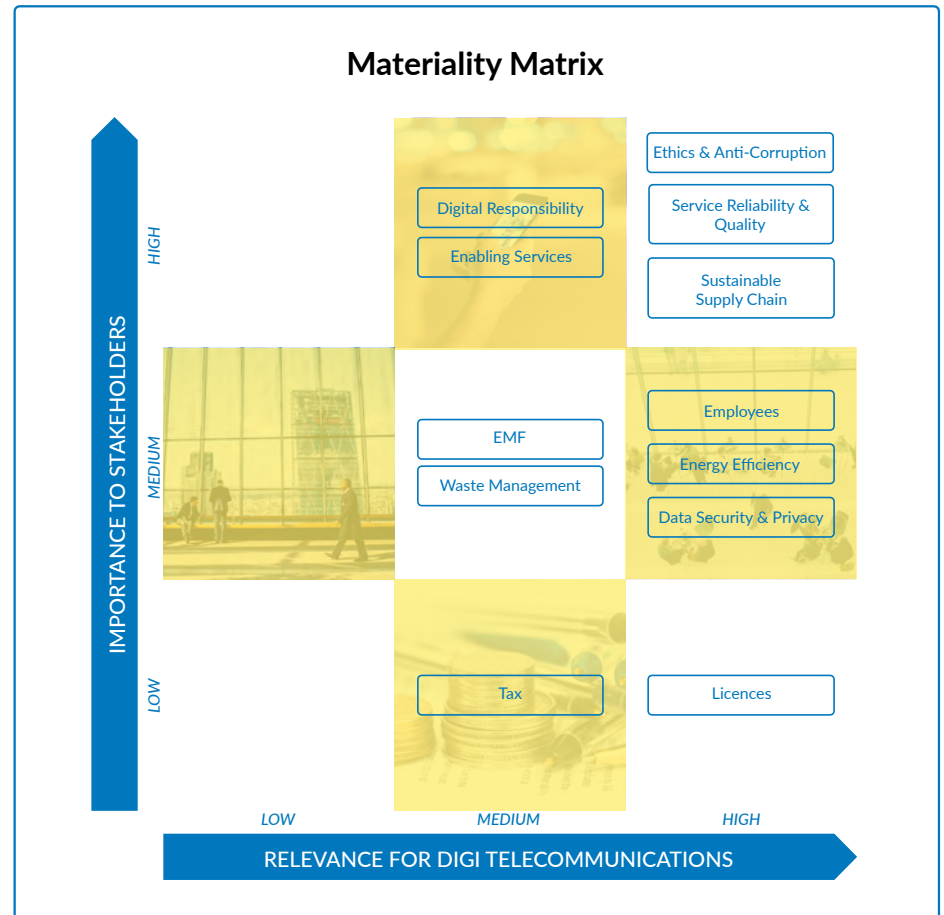 Materiality Matrix
IMPORTANCE TO STAKEHOLDERS
HIGH
Digital Responsibility
Enabling Services
Ethics & Anti-Corruption
Service Reliability &
Quality
Sustainable
Supply Chain
MEDIUM
EMF
Waste Management
Employees
Energy Efficiency
Data Security & Privacy
LOW
Tax
Licences
LOW
MEDIUM
HIGH
RELEVANCE FOR DIGI TELECOMMUNICATIONS